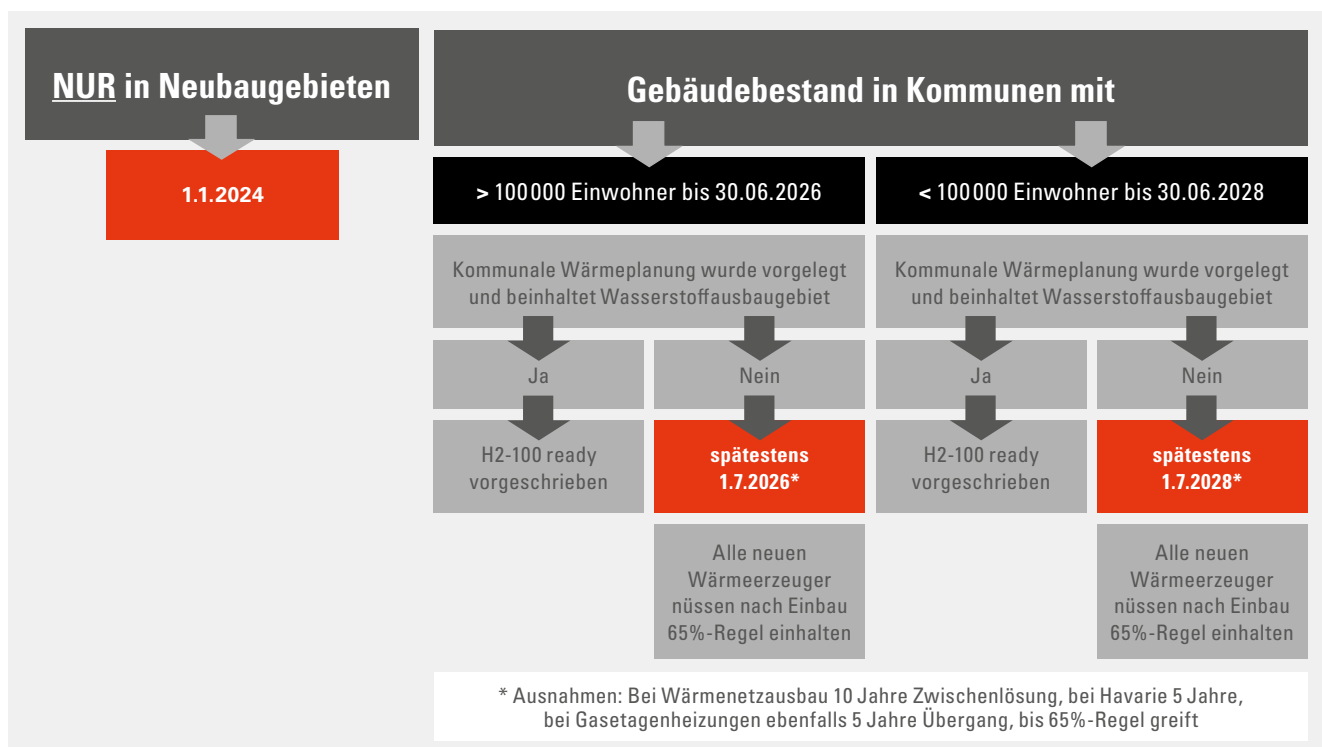 NUR in Neubaugebieten
1.1.2024
Gebäudebestand in Kommunen mit
> 100 000 Einwohner bis 30.06.2026
Kommunale Wärmeplanung wurde vorgelegt
und beinhaltet Wasserstoffausbaugebiet
Ja
Nein
H2-100 ready
vorgeschrieben
spätestens
1.7.2026*
Alle neuen
Wärmeerzeuger
nüssen nach Einbau
65%-Regel einhalten
< 100 000 Einwohner bis 30.06.2028
Kommunale Wärmeplanung wurde vorgelegt
und beinhaltet Wasserstoffausbaugebiet
Ja
Nein
H2-100 ready
vorgeschrieben
spätestens
1.7.2028*
Alle neuen
Wärmeerzeuger
nüssen nach Einbau
65%-Regel einhalten
* Ausnahmen: Bei Wärmenetzausbau 10 Jahre Zwischenlösung, bei Havarie 5 Jahre,
bei Gasetagenheizungen ebenfalls 5 Jahre Übergang, bis 65%-Regel greift